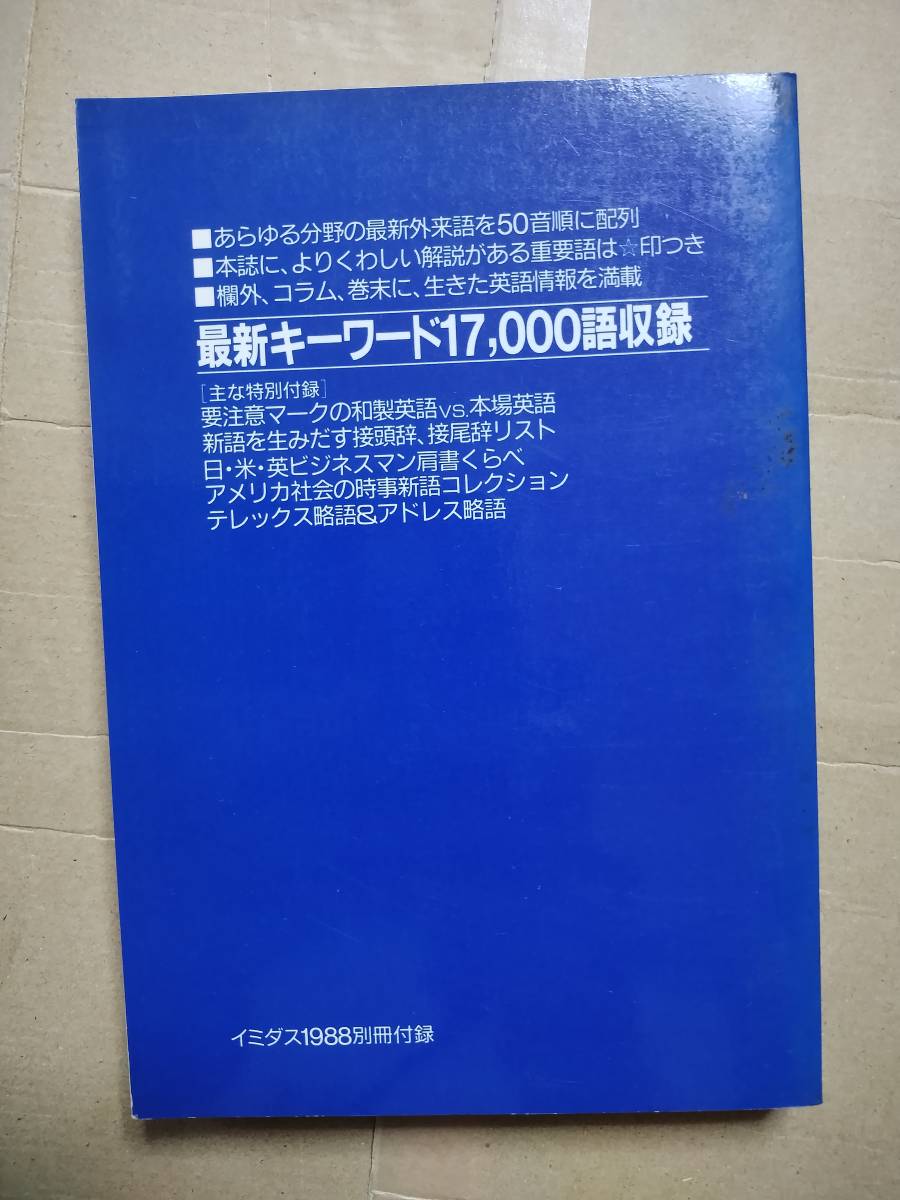 ■あらゆる分野の最新外来語を50音順に配列
■本誌に、よりくわしい解説がある重要語は☆印つき
■欄外、コラム、巻末に、生きた英語情報を満載
最新キーワード17,000語収録
［主な特別付録］
要注意マークの和製英語vs.本場英語
新語を生みだす接頭辞、接尾辞リスト
日・米・英ビジネスマン肩書くらべ
アメリカ社会の時事新語コレクション
テレックス略語&アドレス略語
イミダス1988別冊付録